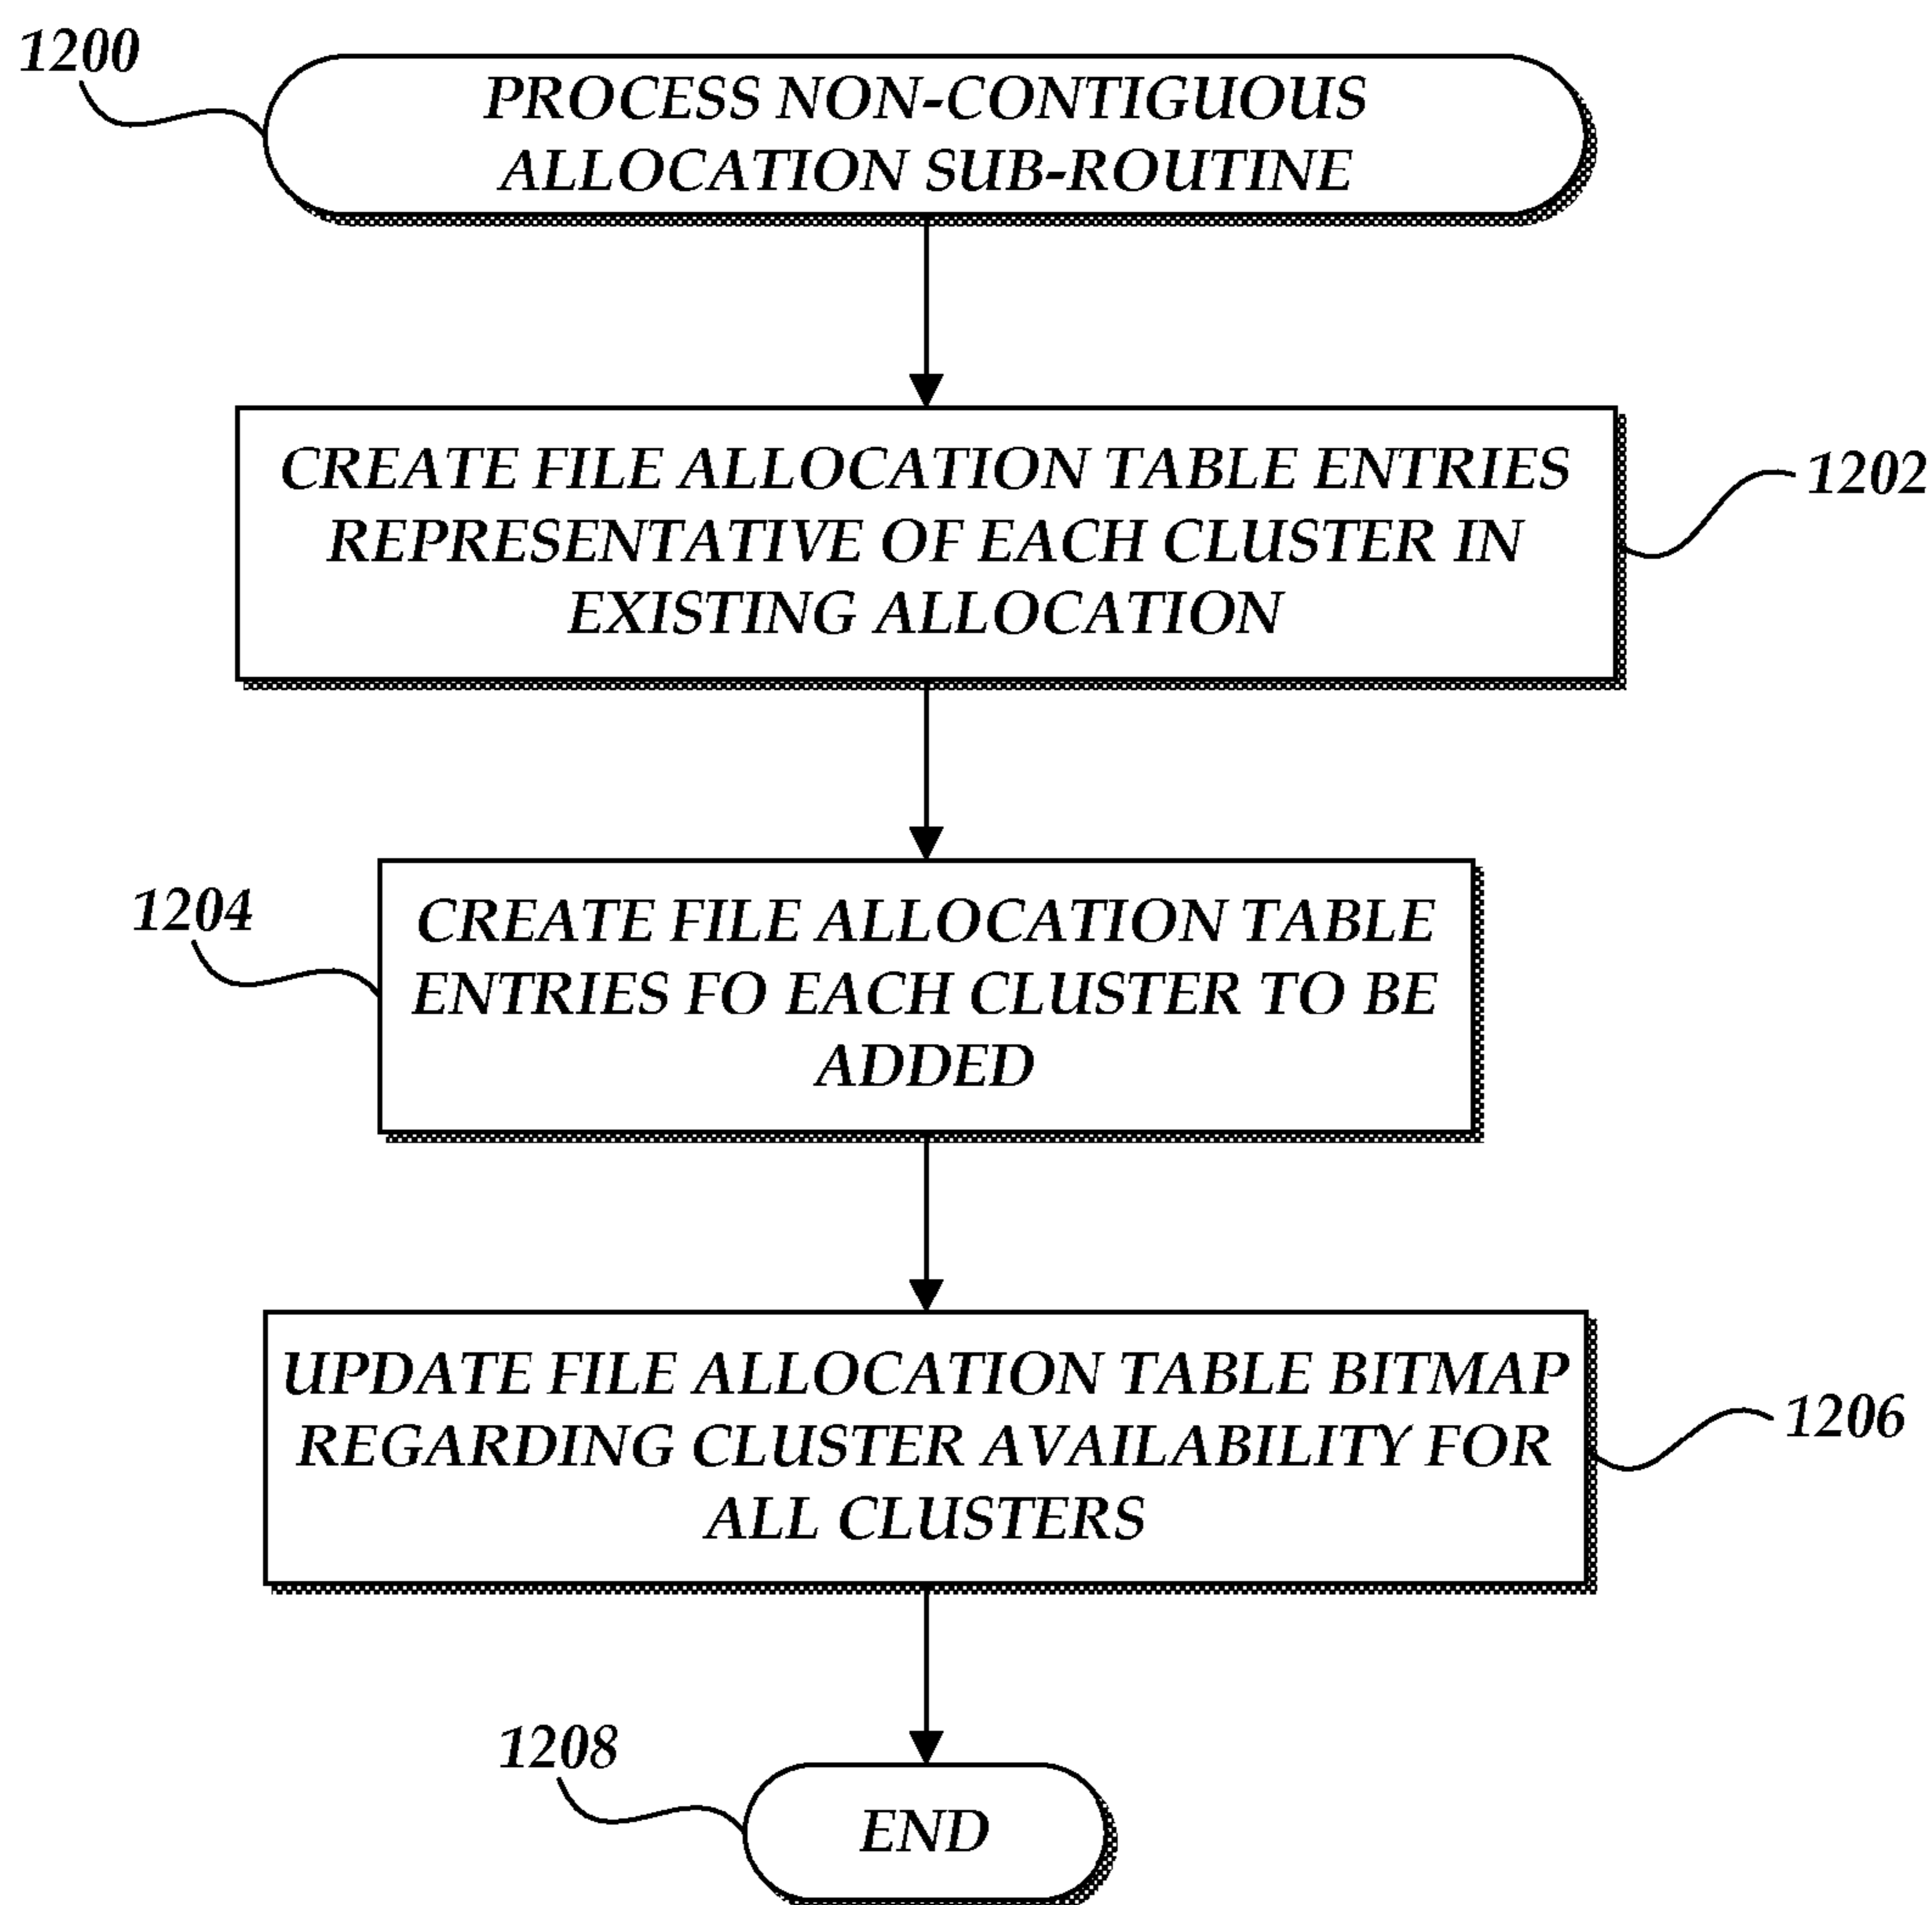 1200
PROCESS NON-CONTIGUOUS
ALLOCATION SUB-ROUTINE
CREATE FILE ALLOCATION TABLE ENTRIES
REPRESENTATIVE OF EACH CLUSTER IN
EXISTING ALLOCATION
1202
1204
CREATE FILE ALLOCATION TABLE
ENTRIES FO EACH CLUSTER TO BE
ADDED
UPDATE FILE ALLOCATION TABLE BITMAP
REGARDING CLUSTER AVAILABILITY FOR
ALL CLUSTERS
1206
1208
END